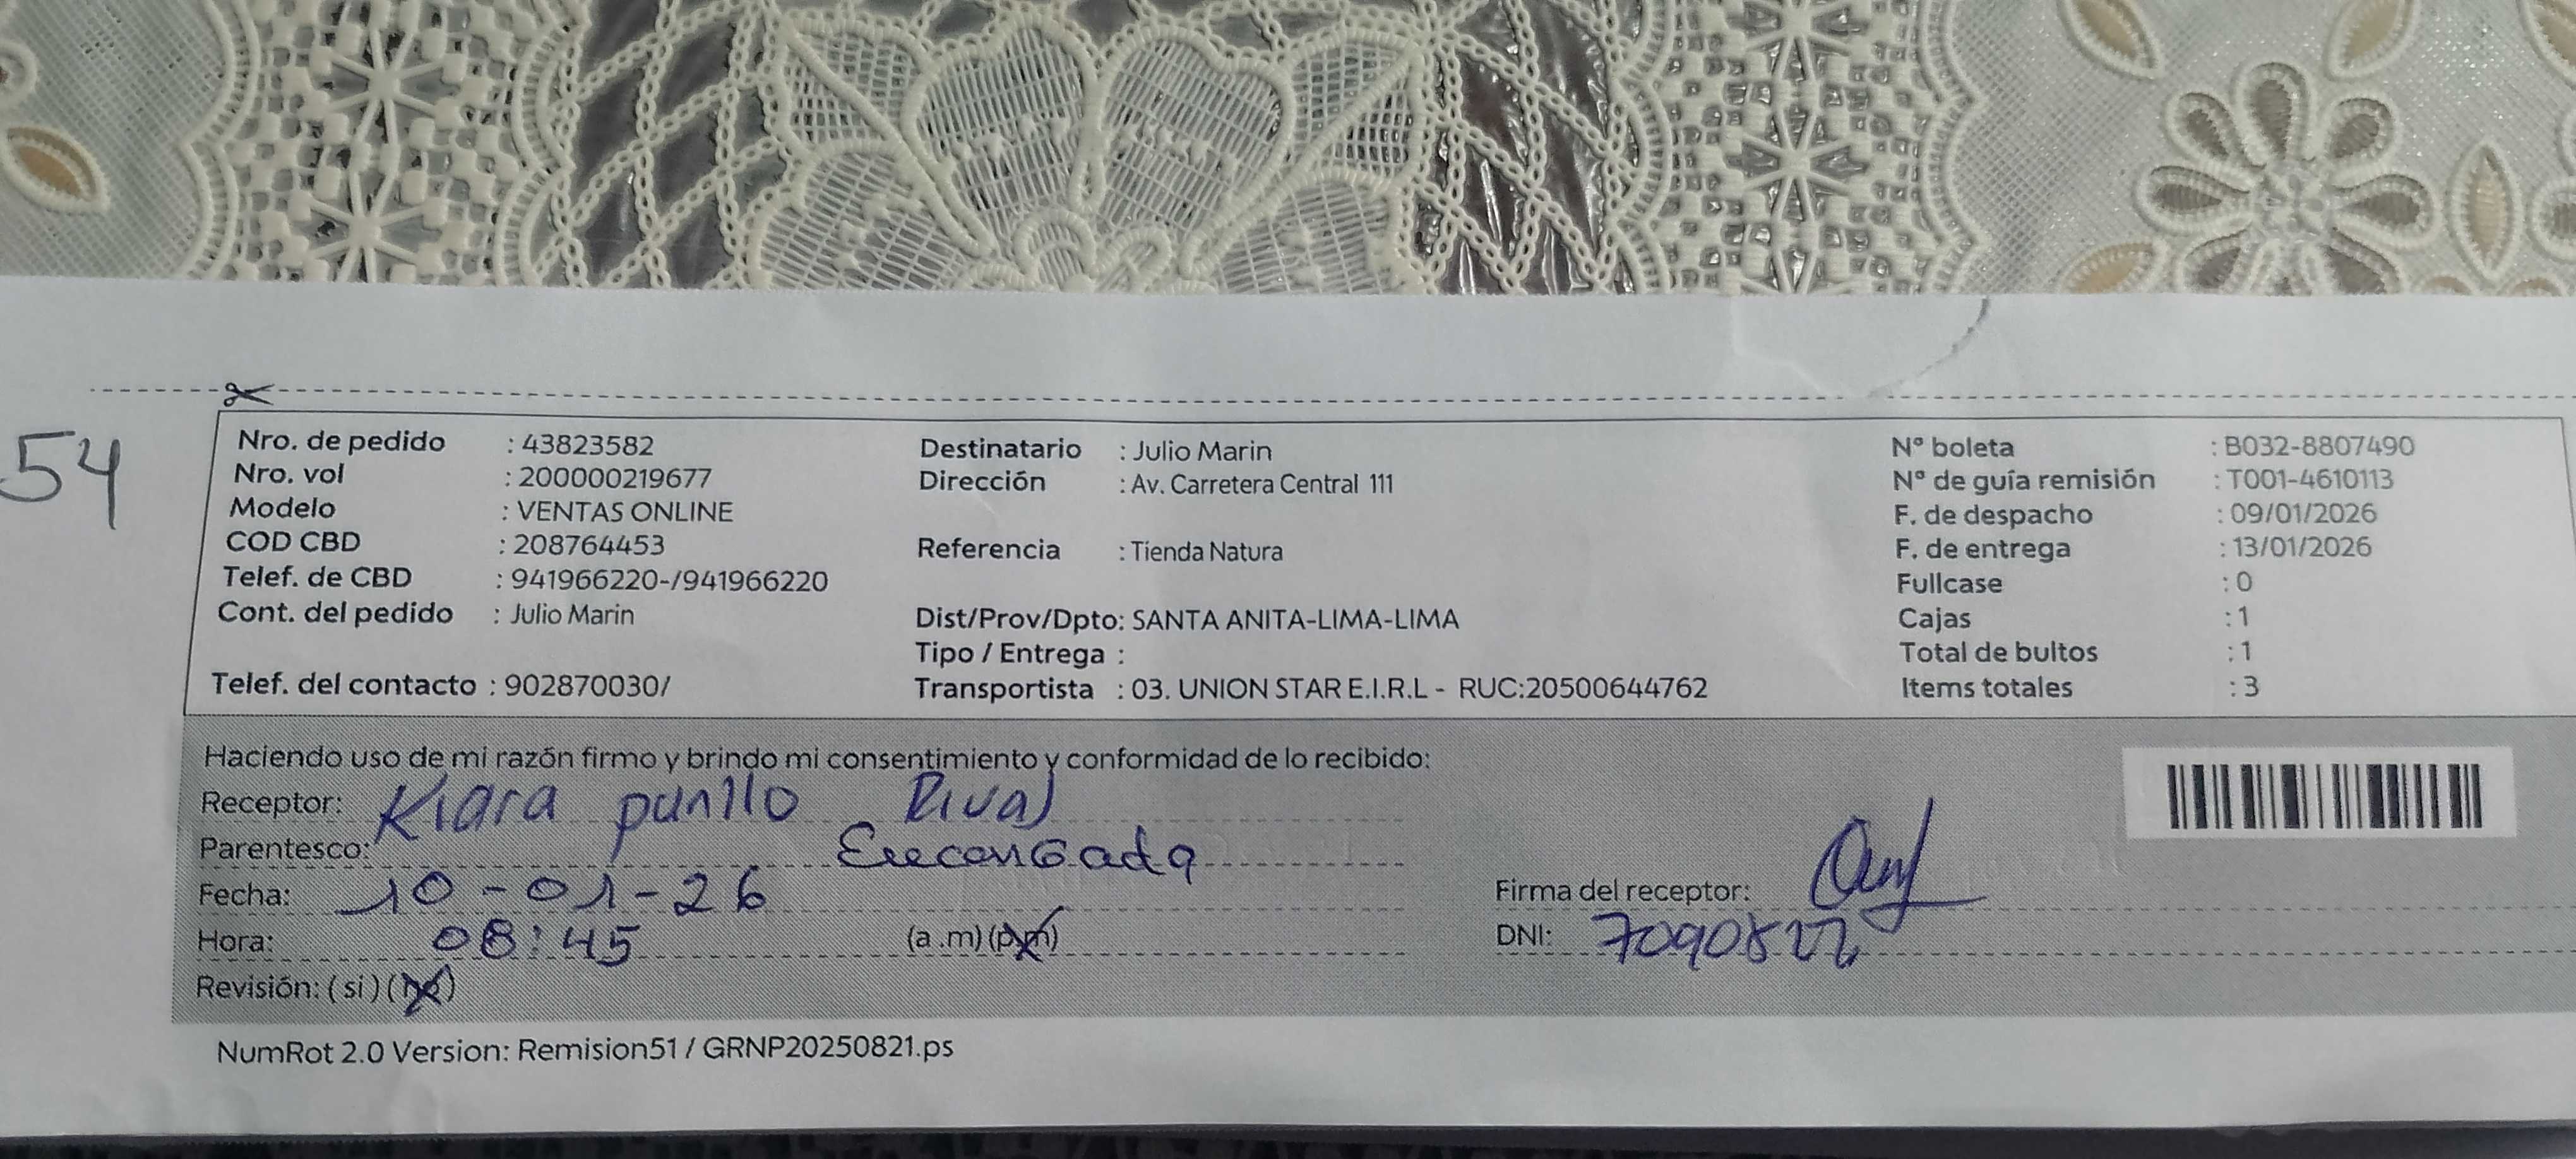 54
Nro. de pedido : 43823582
Nro. vol : 200000219677
Modelo : VENTAS ONLINE
COD CBD : 208764453
Telef. de CBD : 941966220-/941966220
Cont. del pedido : Julio Marin
Telef. del contacto : 902870030/
Destinatario : Julio Marin
Dirección : Av. Carretera Central 111
Referencia : Tienda Natura
Dist/Prov/Dpto: SANTA ANITA-LIMA-LIMA
Tipo / Entrega :
Transportista : 03. UNION STAR E.I.R.L - RUC:20500644762
Nº boleta : B032-8807490
Nº de guía remisión : T001-4610113
F. de despacho : 09/01/2026
F. de entrega : 13/01/2026
Fullcase : 0
Cajas : 1
Total de bultos : 1
Items totales : 3
Haciendo uso de mi razón firmo y brindo mi consentimiento y conformidad de lo recibido:
Receptor: Kiara
Parentesco:
Fecha: 10-01-26
Hora: 08:45 (a.m) (p.m)
Revisión: (si) (no)
Firma del receptor:
DNI:
NumRot 2.0 Version: Remision51 / GRNP20250821.ps